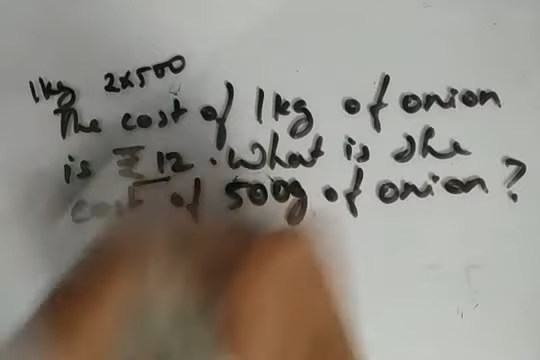 1kg 2x500
The cost of 1kg of onion
is ₹12. What is the
cost of 500g of onion?